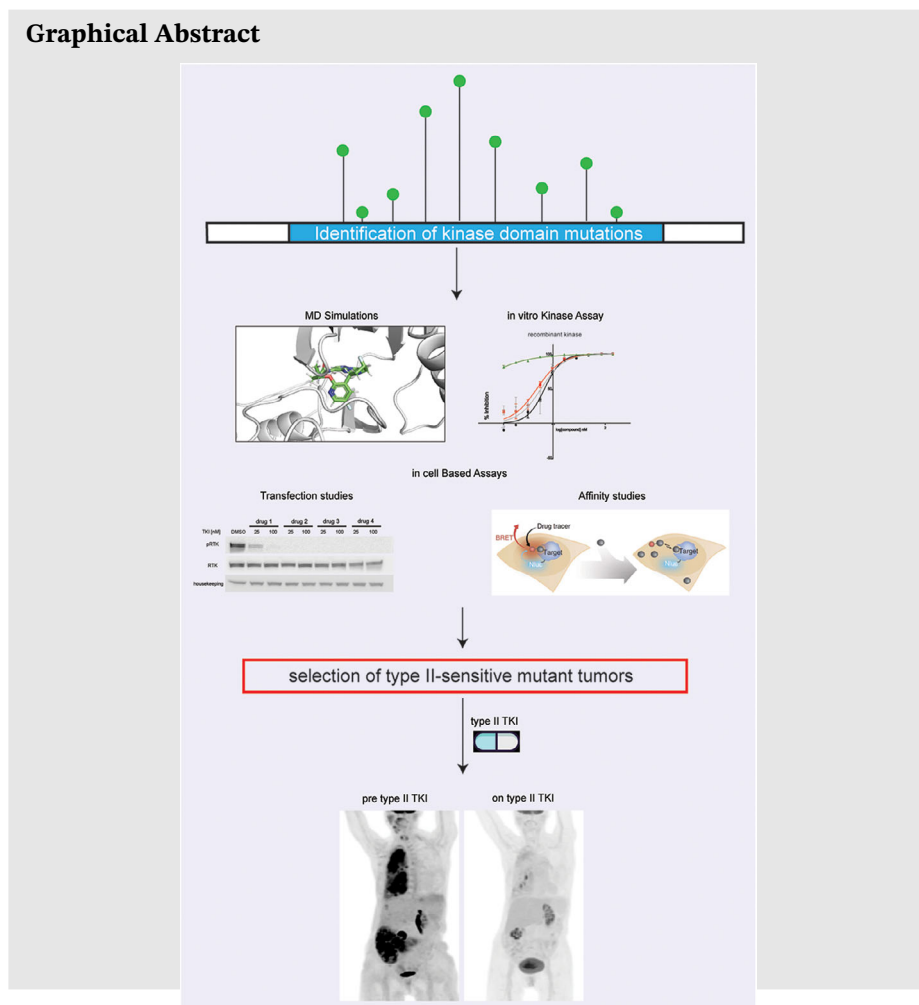 Graphical Abstract
Identification of kinase domain mutations
MD Simulations
in vitro Kinase Assay
recombinant kinase
% Inhibition
log[compound] nM
in cell Based Assays
Transfection studies
Affinity studies
drug 1 drug 2 drug 3 drug 4
TKI [nM] DMSO 25 100 25 100 25 100 25 100
pRTK
RTK
housekeeping
BRET
Drug tracer
Target
Nluc
Target
Nluc
selection of type II-sensitive mutant tumors
type II TKI
pre type II TKI
on type II TKI